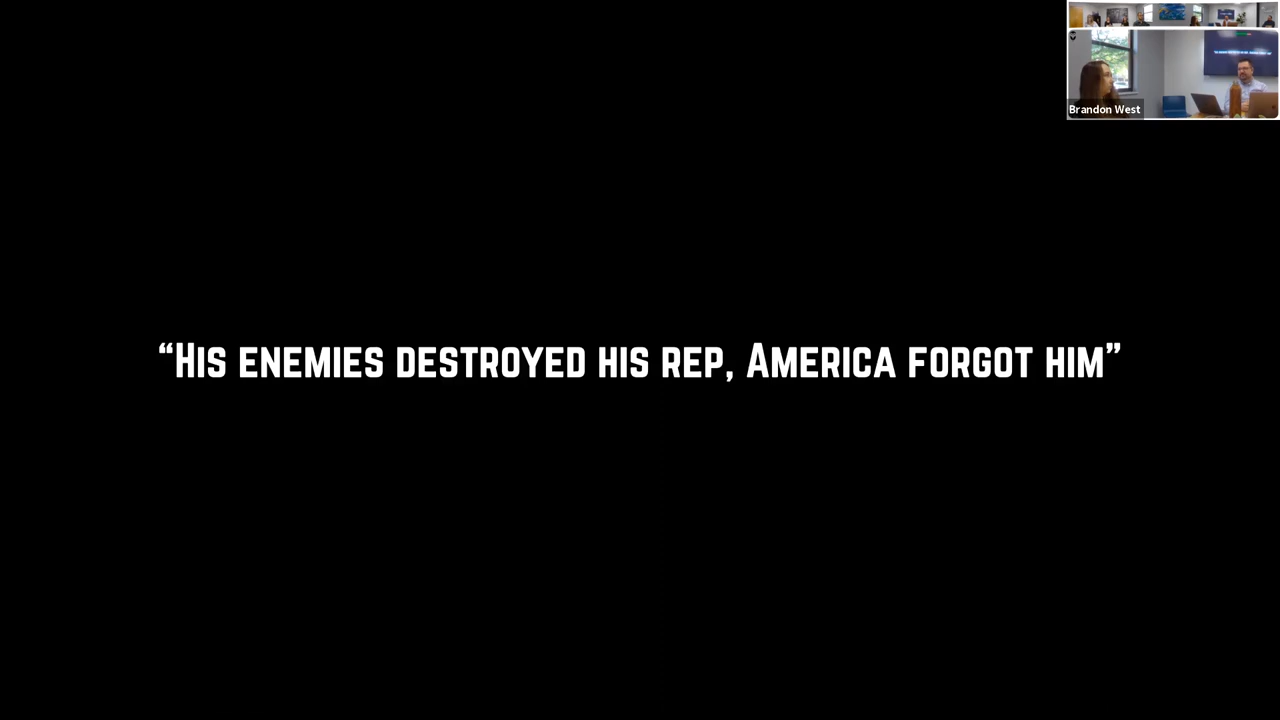 Brandon West
“His enemies destroyed his rep, America forgot him”